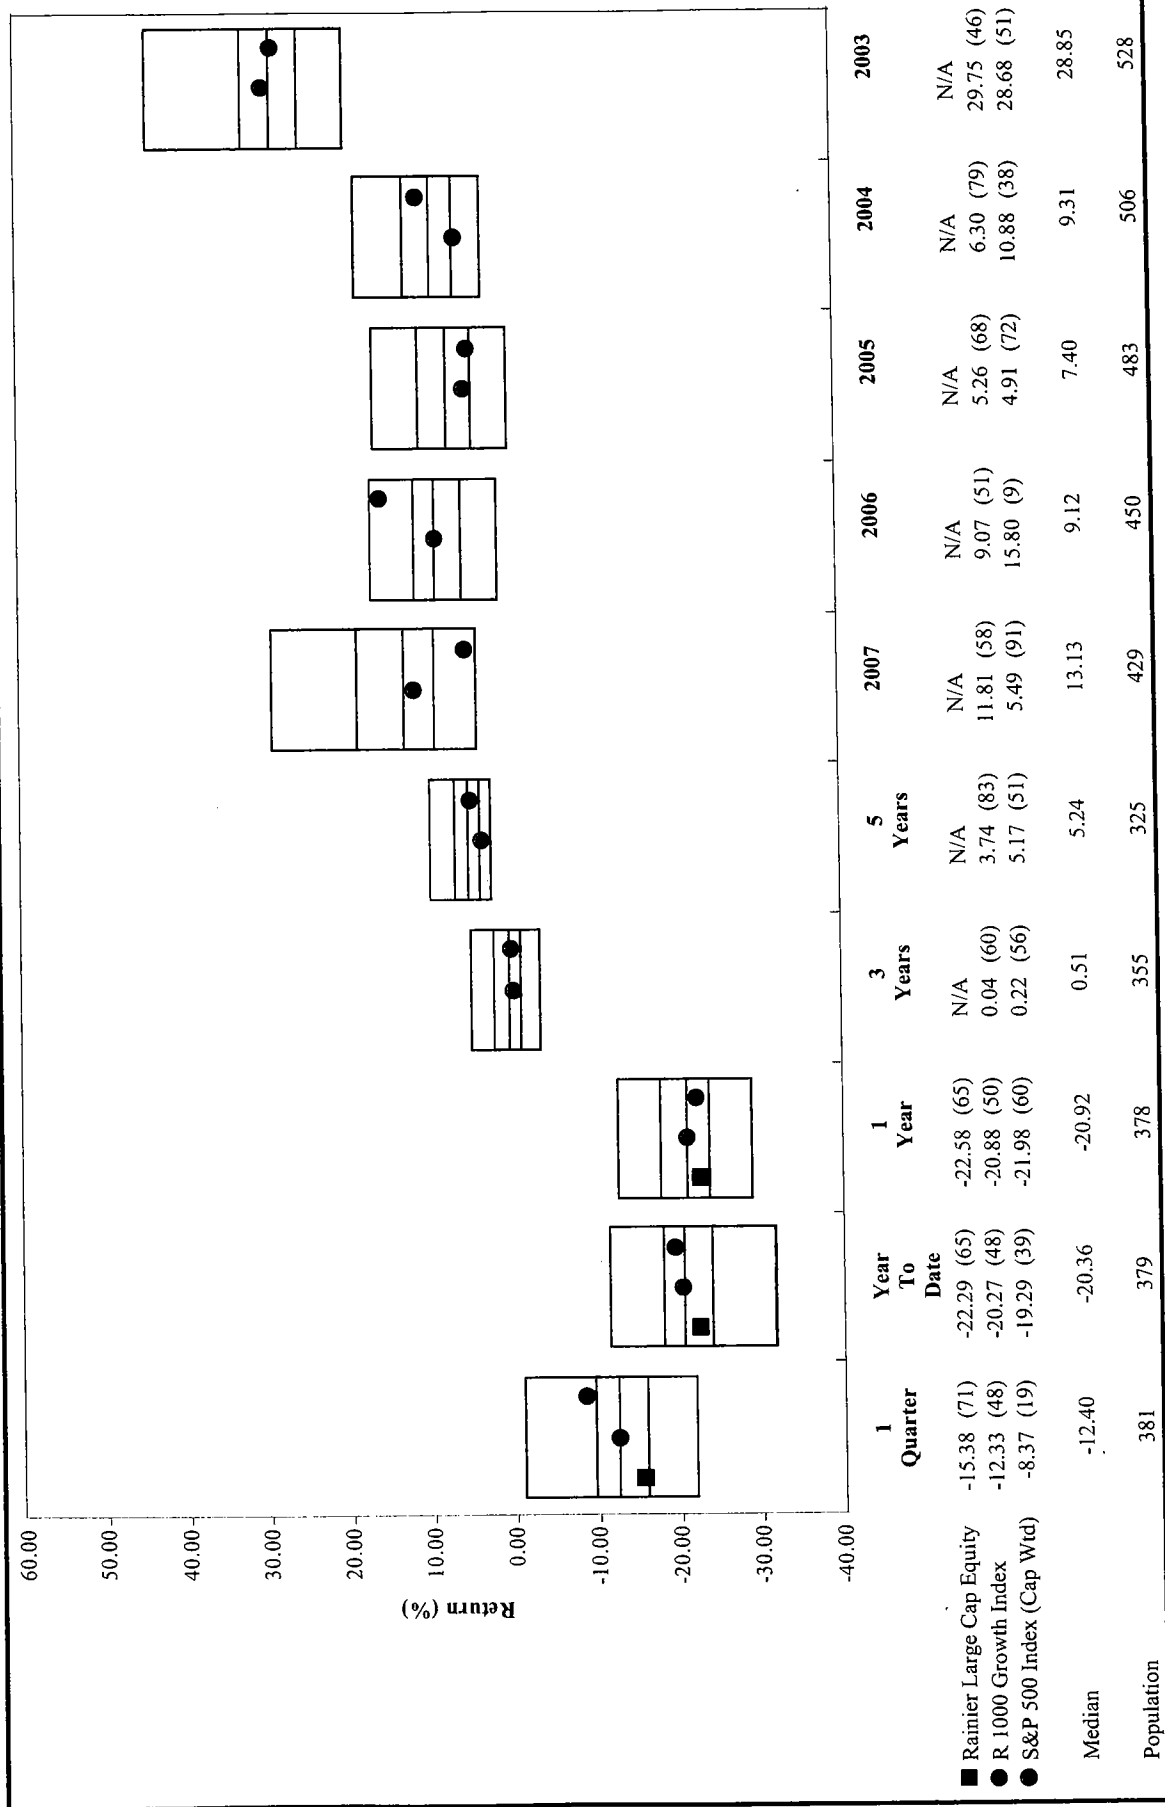 60.00
50.00
40.00
30.00
20.00
10.00
0.00
-10.00
-20.00
-30.00
-40.00
Return (%)
1 Quarter Year To Date 1 Year 3 Years 5 Years 2007 2006 2005 2004 2003
■ Rainier Large Cap Equity -15.38 (71) -22.29 (65) -22.58 (65) N/A N/A N/A N/A N/A N/A N/A
● R 1000 Growth Index -12.33 (48) -20.27 (48) -20.88 (50) 0.04 (60) 3.74 (83) 11.81 (58) 9.07 (51) 5.26 (68) 6.30 (79) 29.75 (46)
● S&P 500 Index (Cap Wtd) -8.37 (19) -19.29 (39) -21.98 (60) 0.22 (56) 5.17 (51) 5.49 (91) 15.80 (9) 4.91 (72) 10.88 (38) 28.68 (51)
Median -12.40 -20.36 -20.92 0.51 5.24 13.13 9.12 7.40 9.31 28.85
Population 381 379 378 355 325 429 450 483 506 528